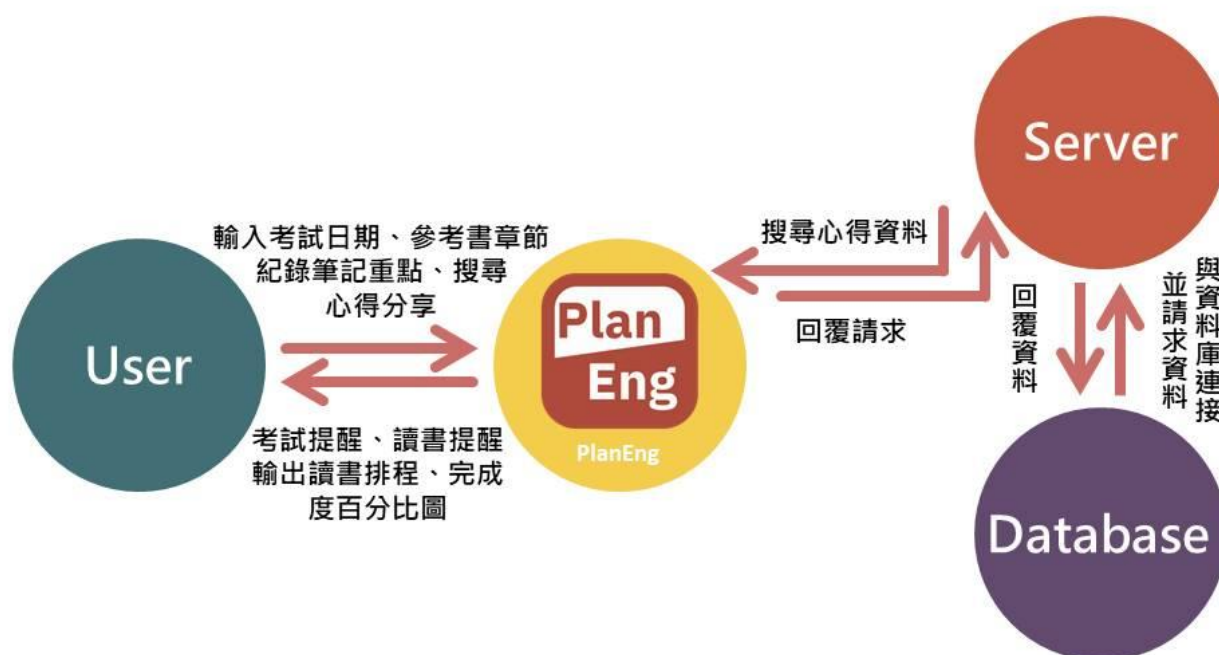 Server
輸入考試日期、參考書章節
紀錄筆記重點、搜尋
心得分享
搜尋心得資料
User
Plan
Eng
PlanEng
回覆請求
回覆資料
與資料庫連接
並請求資料
考試提醒、讀書提醒
輸出讀書排程、完成
度百分比圖
Database